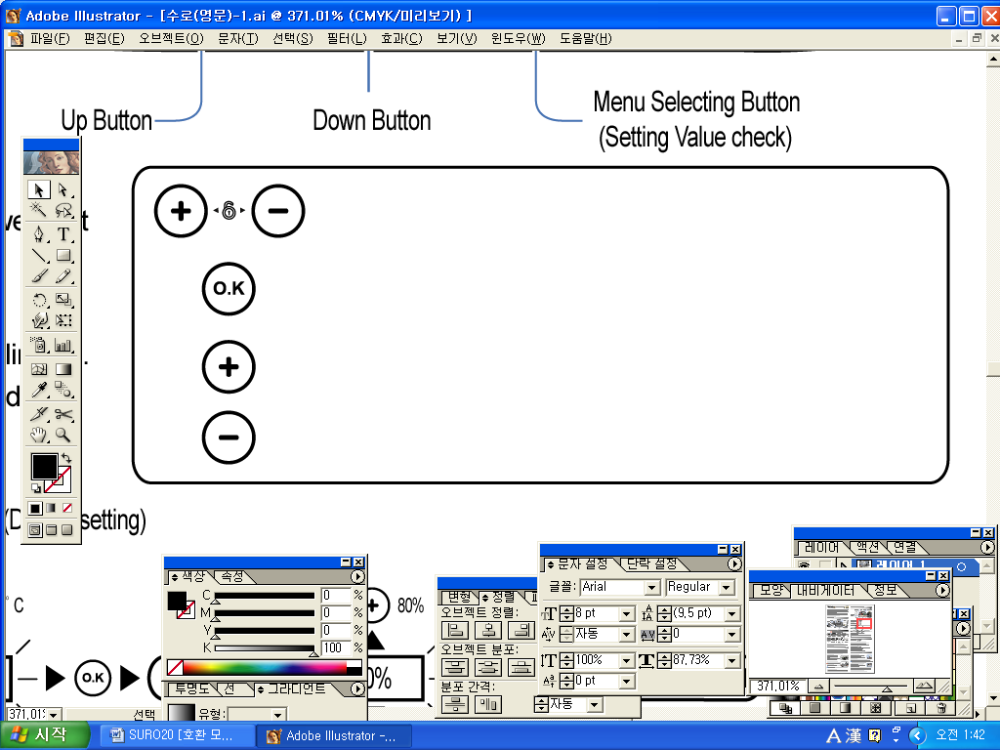 Adobe Illustrator - [수로(명문)-1.ai @ 371.01% (CMYK/미리보기) ]
파일(F) 편집(E) 오브젝트(O) 문자(T) 선택(S) 필터(L) 효과(C) 보기(V) 윈도우(W) 도움말(H)
Up Button
Down Button
Menu Selecting Button
(Setting Value check)
O.K
setting)
레이어 액션 연결
레이어 1
색상 속성
C 0 %
M 0 %
Y 0 %
K 100 %
투명도 선 그라디언트
유형:
80%
°C
O.K
0%
변형 정렬
오브젝트 정렬:
오브젝트 분포:
분포 간격:
자동
문자 설정 단락 설정
글꼴: Arial Regular
8 pt (9,5 pt)
자동 0
100% 87,73%
0 pt
모양 내비게이터 정보
371,01%
371,01% 선택
시작 SURO20 [호환 모... Adobe Illustrator -... A 漢 오전 1:42